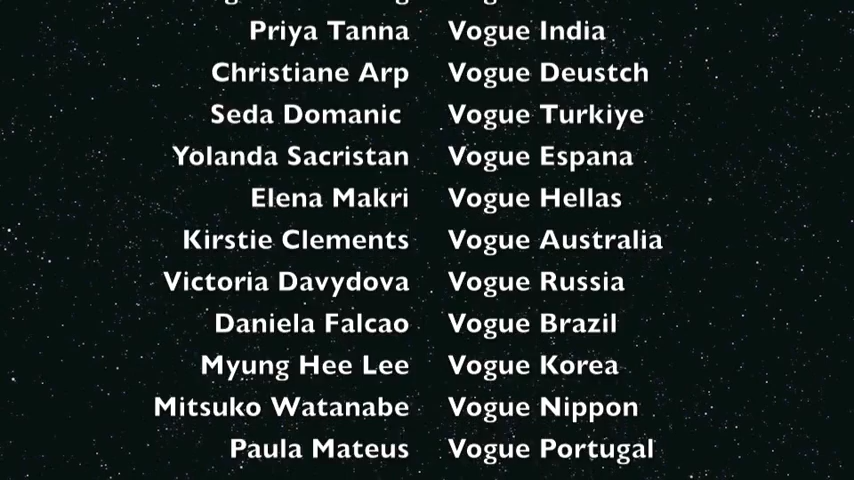 Priya Tanna Vogue India
Christiane Arp Vogue Deustch
Seda Domanic Vogue Turkiye
Yolanda Sacristan Vogue Espana
Elena Makri Vogue Hellas
Kirstie Clements Vogue Australia
Victoria Davydova Vogue Russia
Daniela Falcao Vogue Brazil
Myung Hee Lee Vogue Korea
Mitsuko Watanabe Vogue Nippon
Paula Mateus Vogue Portugal